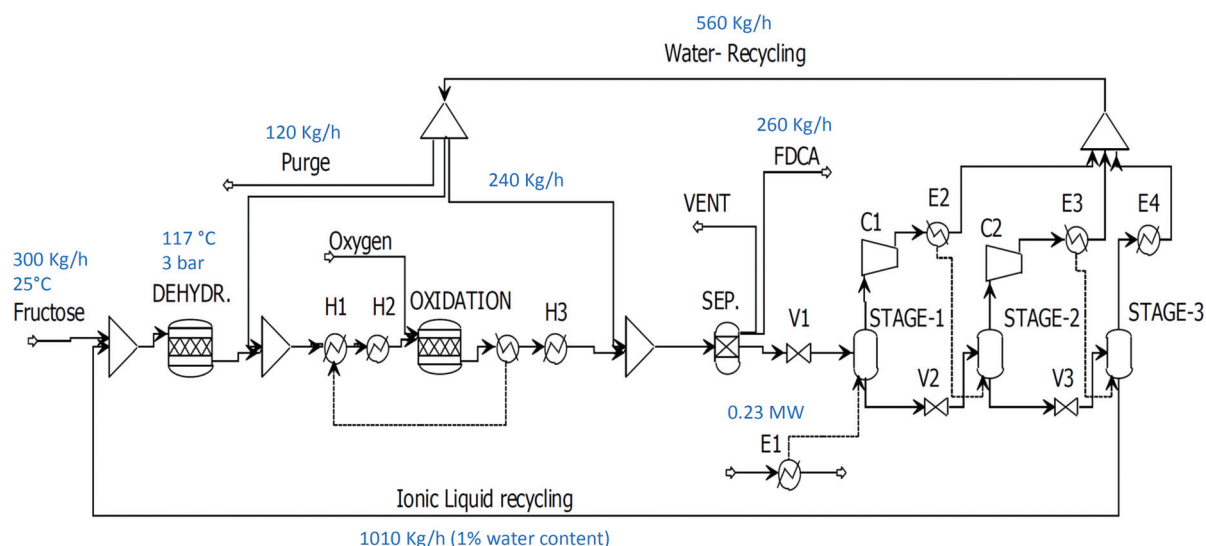 560 Kg/h
Water- Recycling
120 Kg/h
Purge
240 Kg/h
260 Kg/h
FDCA
VENT
300 Kg/h
25°C
Fructose
117 °C
3 bar
DEHYDR.
Oxygen
H1
H2
OXIDATION
H3
SEP.
V1
C1
E2
STAGE-1
V2
C2
E3
STAGE-2
V3
E4
STAGE-3
0.23 MW
E1
Ionic Liquid recycling
1010 Kg/h (1% water content)